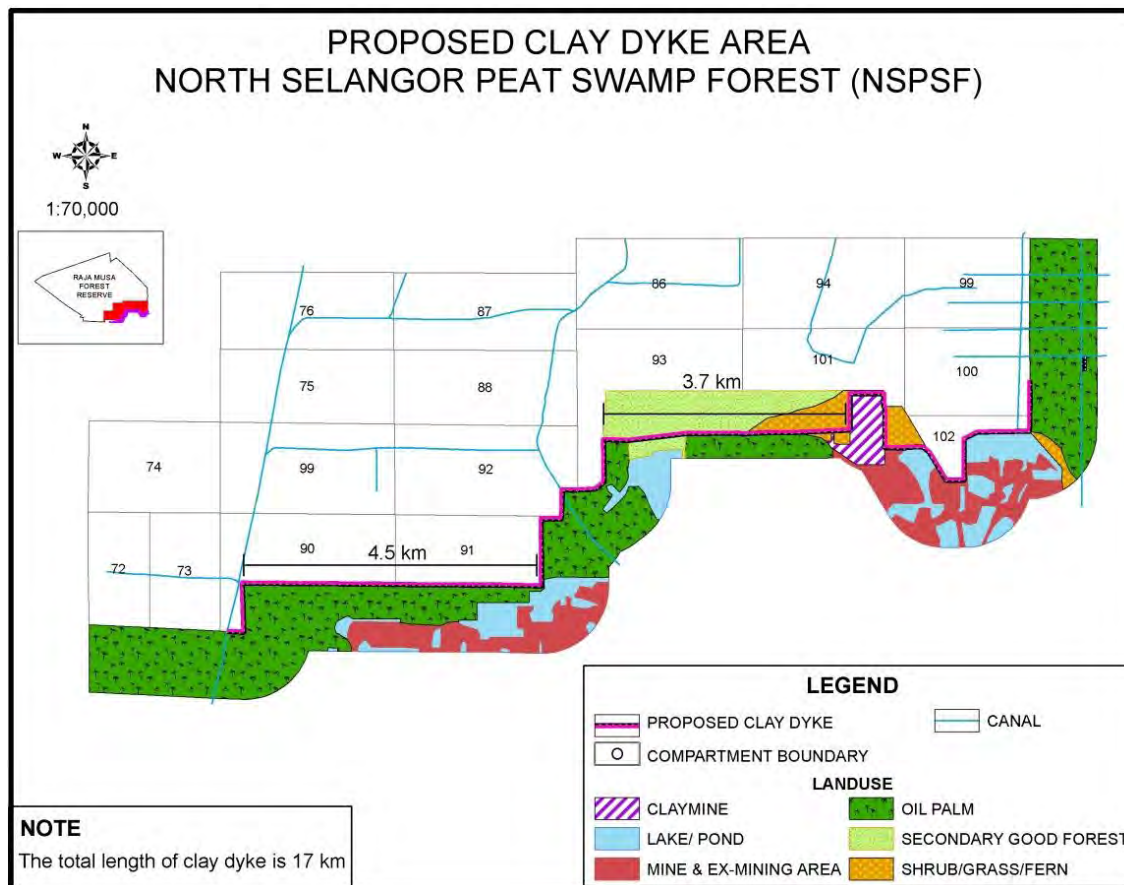 PROPOSED CLAY DYKE AREA
NORTH SELANGOR PEAT SWAMP FOREST (NSPSF)
N
W E
S
1:70,000
RAJA MUSA
FOREST
RESERVE
86
94
99
76
87
93
101
100
75
88
3.7 km
102
74
99
92
90
91
4.5 km
72
73
LEGEND
PROPOSED CLAY DYKE
CANAL
COMPARTMENT BOUNDARY
LANDUSE
CLAYMINE
OIL PALM
LAKE/ POND
SECONDARY GOOD FOREST
MINE & EX-MINING AREA
SHRUB/GRASS/FERN
NOTE
The total length of clay dyke is 17 km